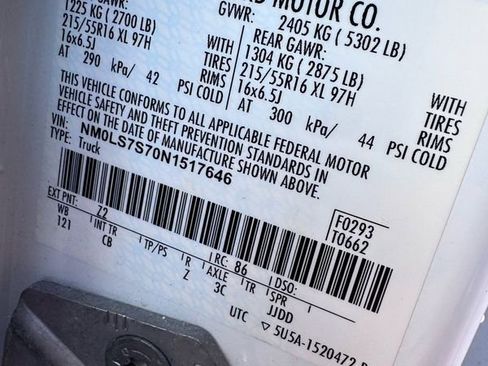 GAWR:
1225 KG ( 2700 LB)
215/55R16 XL 97H
16x6.5J
AT 290 kPa/ 42
WITH
TIRES
RIMS
PSI COLD
MOTOR CO.
GVWR: 2405 KG ( 5302 LB)
REAR GAWR:
1304 KG ( 2875 LB)
215/55R16 XL 97H
16x6.5J
AT 300 kPa/ 44
WITH
TIRES
RIMS
PSI COLD
THIS VEHICLE CONFORMS TO ALL APPLICABLE FEDERAL MOTOR
VEHICLE SAFETY AND THEFT PREVENTION STANDARDS IN
EFFECT ON THE DATE OF MANUFACTURE SHOWN ABOVE.
VIN: NM0LS7S70N1517646
TYPE: Truck
F0293
T0662
EXT PNT: Z2 RC: 86 DSO:
WB INT TR TP/PS R AXLE TR SPR
121 CB Z 3C JJDD
UTC ▽5U5A-1520472